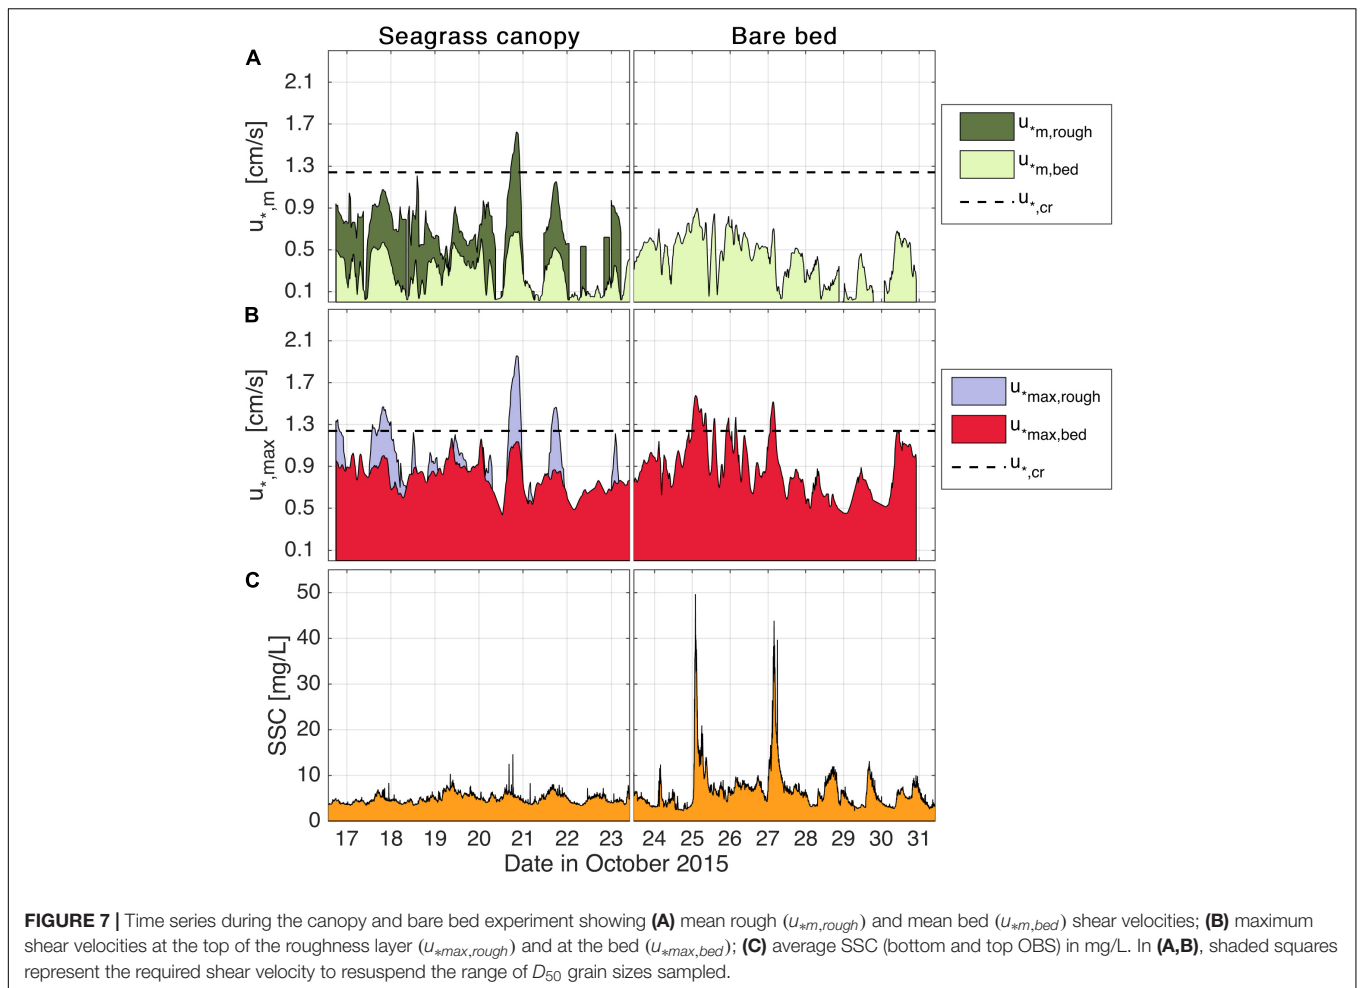 Seagrass canopy Bare bed
A
u*,m [cm/s]
2.1
1.7
1.3
0.9
0.5
0.1
u*m,rough
u*m,bed
u*,cr
B
u*,max [cm/s]
2.1
1.7
1.3
0.9
0.5
0.1
u*max,rough
u*max,bed
u*,cr
C
SSC [mg/L]
50
40
30
20
10
0
17 18 19 20 21 22 23 24 25 26 27 28 29 30 31
Date in October 2015
FIGURE 7 | Time series during the canopy and bare bed experiment showing (A) mean rough (u*m,rough) and mean bed (u*m,bed) shear velocities; (B) maximum
shear velocities at the top of the roughness layer (u*max,rough) and at the bed (u*max,bed); (C) average SSC (bottom and top OBS) in mg/L. In (A,B), shaded squares
represent the required shear velocity to resuspend the range of D50 grain sizes sampled.